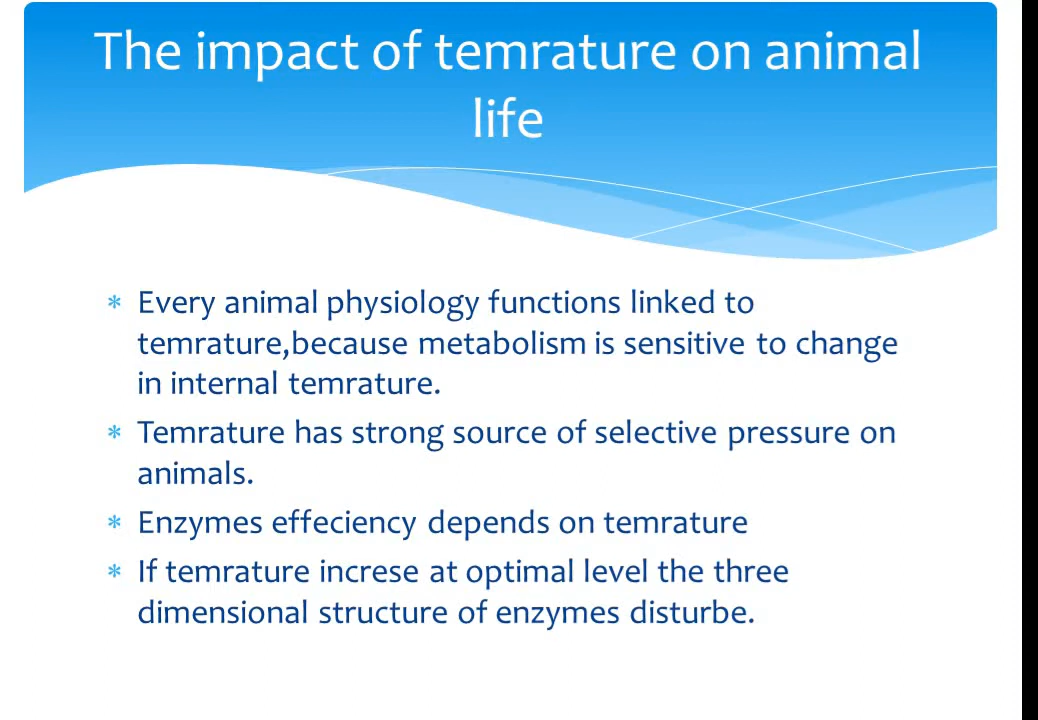 The impact of temrature on animal
life
* Every animal physiology functions linked to
temrature,because metabolism is sensitive to change
in internal temrature.
* Temrature has strong source of selective pressure on
animals.
* Enzymes effeciency depends on temrature
* If temrature increse at optimal level the three
dimensional structure of enzymes disturbe.